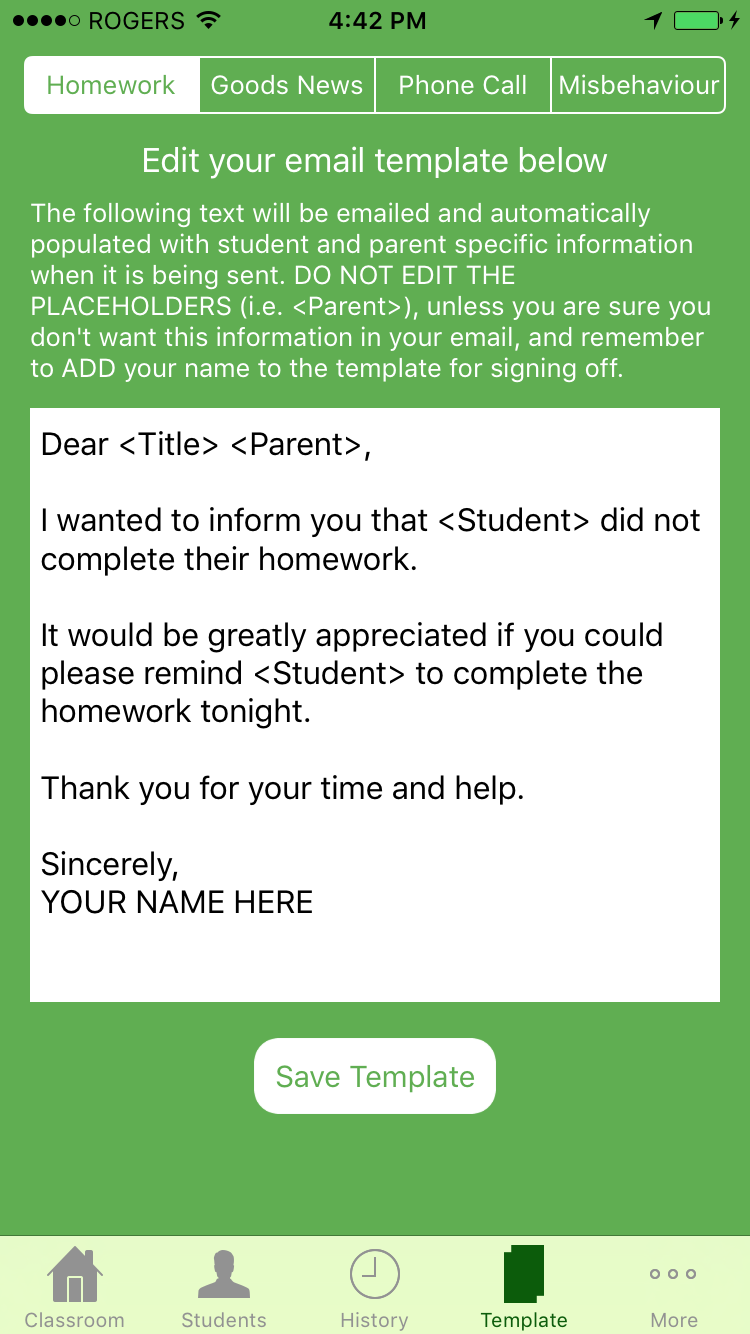 ROGERS 4:42 PM
Homework Goods News Phone Call Misbehaviour
Edit your email template below
The following text will be emailed and automatically
populated with student and parent specific information
when it is being sent. DO NOT EDIT THE
PLACEHOLDERS (i.e. <Parent>), unless you are sure you
don't want this information in your email, and remember
to ADD your name to the template for signing off.
Dear <Title> <Parent>,
I wanted to inform you that <Student> did not
complete their homework.
It would be greatly appreciated if you could
please remind <Student> to complete the
homework tonight.
Thank you for your time and help.
Sincerely,
YOUR NAME HERE
Save Template
Classroom Students History Template More